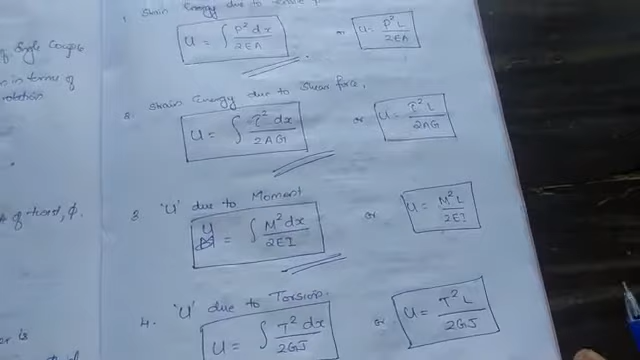 of Single Couple
in terms of
rotation
of twist, φ.
1. Strain Energy due to
U = ∫ P² dx / 2EA or U = P² L / 2EA
2. Strain Energy due to Shear force,
U = ∫ τ² dx / 2AG or U = τ² L / 2AG
3. 'U' due to Moment
U = ∫ M² dx / 2EI or U = M² L / 2EI
4. 'U' due to Torsion.
U = ∫ T² dx / 2GJ or U = T² L / 2GJ